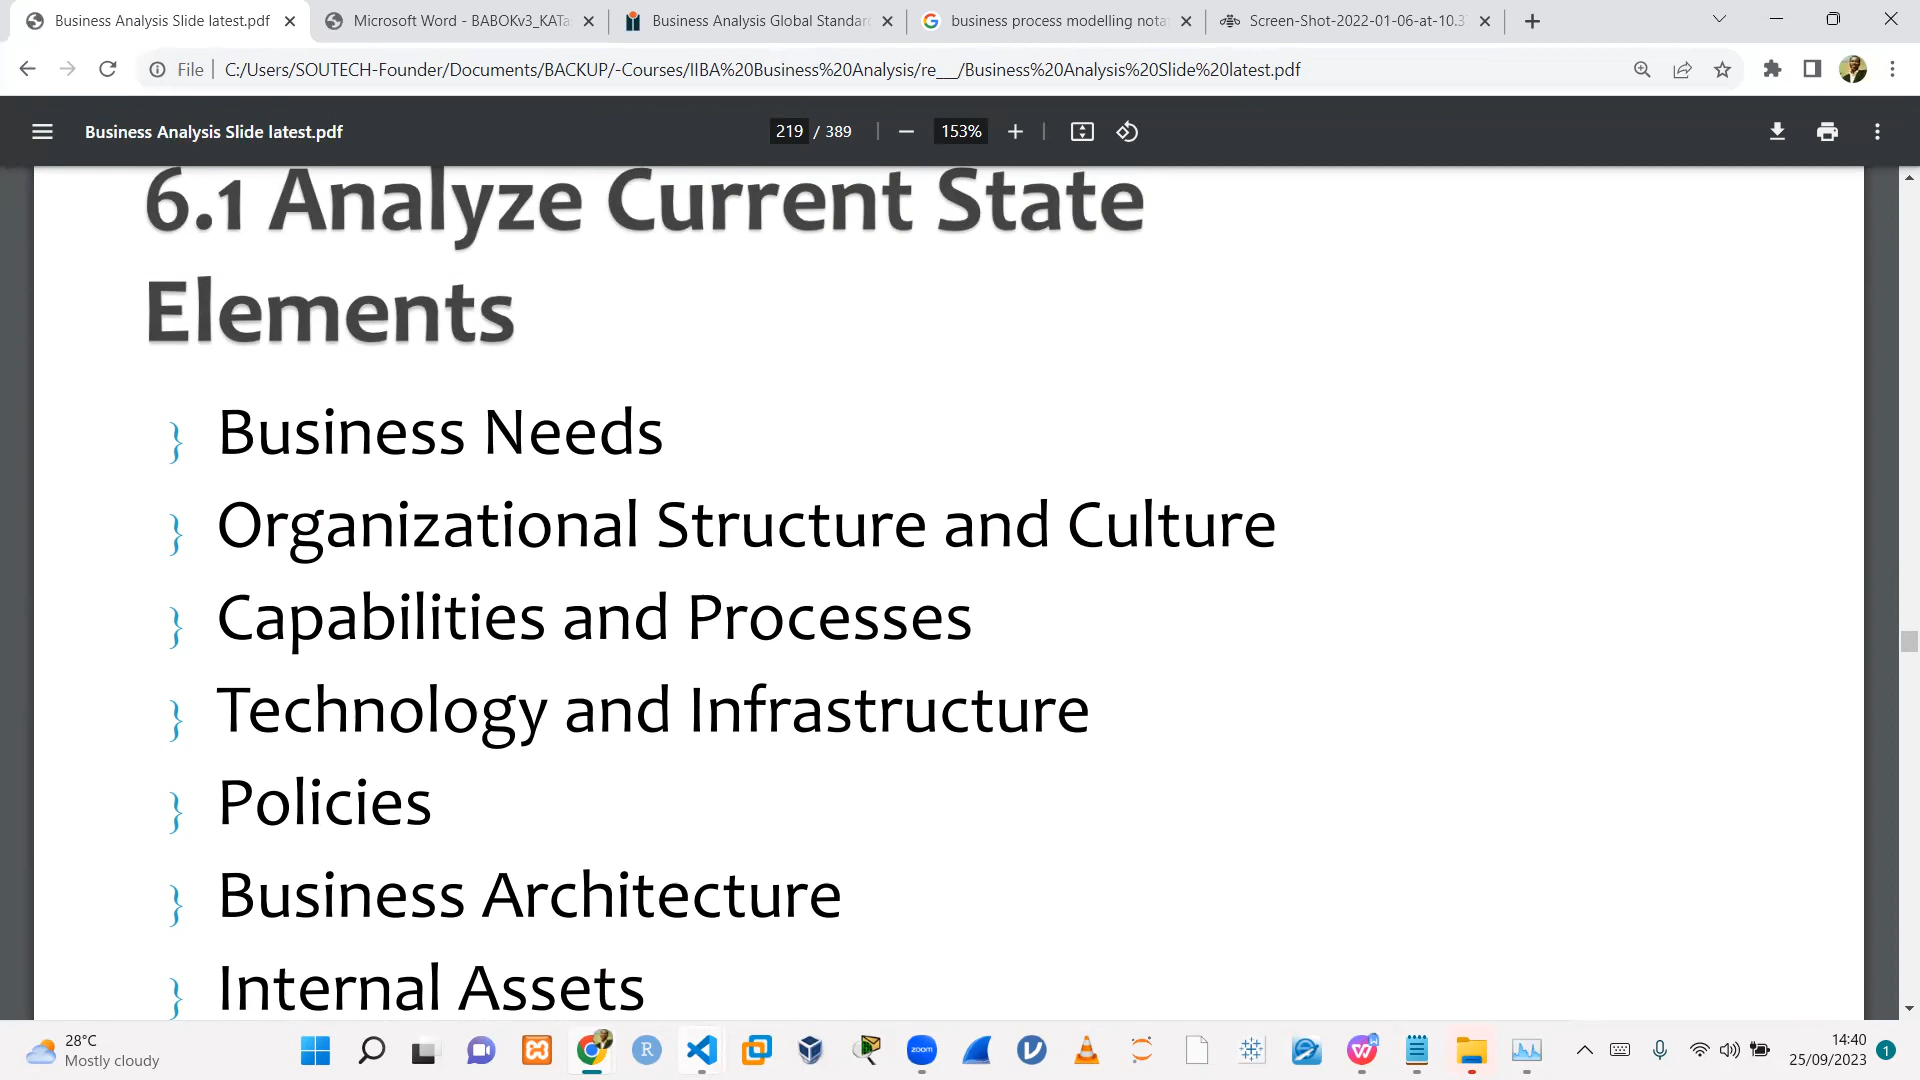 Business Analysis Slide latest.pdf
Microsoft Word - BABOKv3_KATa
Business Analysis Global Standard
business process modelling nota
Screen-Shot-2022-01-06-at-10.3
File
C:/Users/SOUTECH-Founder/Documents/BACKUP/-Courses/IIBA%20Business%20Analysis/re__/Business%20Analysis%20Slide%20latest.pdf
Business Analysis Slide latest.pdf
219 / 389
153%
6.1 Analyze Current State
Elements
Business Needs
Organizational Structure and Culture
Capabilities and Processes
Technology and Infrastructure
Policies
Business Architecture
Internal Assets
28°C
Mostly cloudy
zoom
14:40
25/09/2023
1